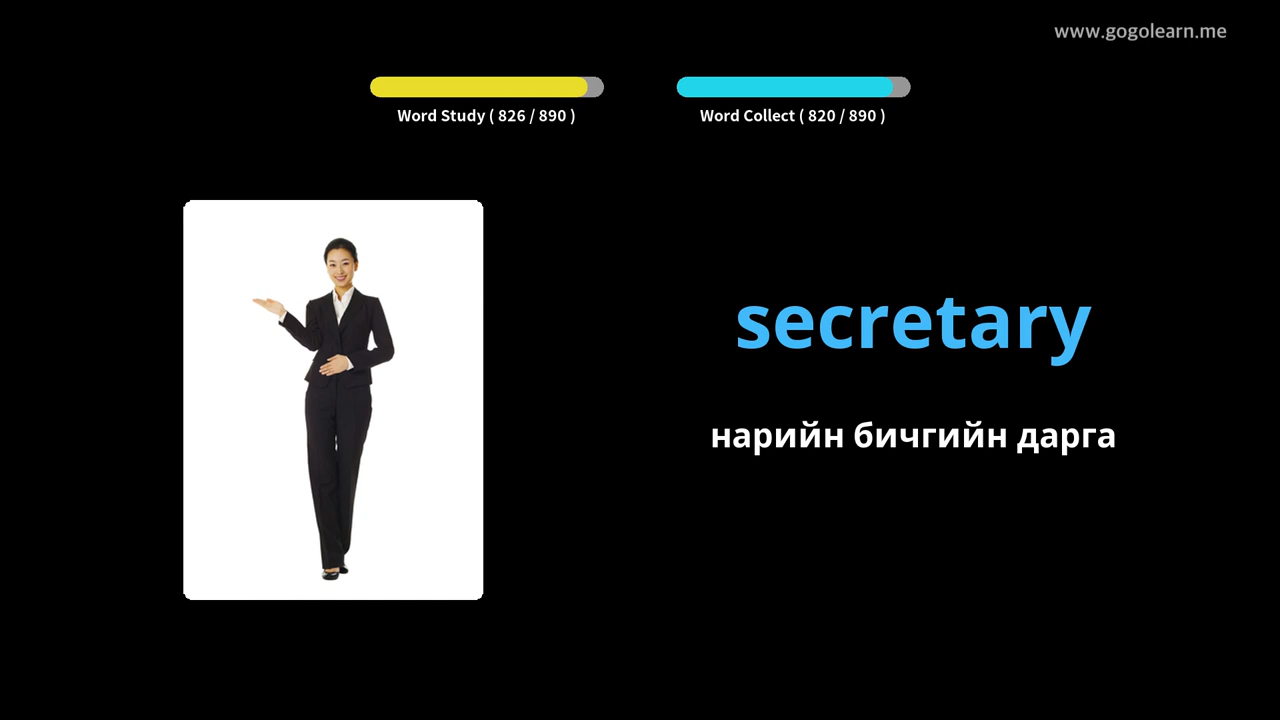 www.gogolearn.me
Word Study ( 826 / 890 )
Word Collect ( 820 / 890 )
secretary
нарийн бичгийн дарга